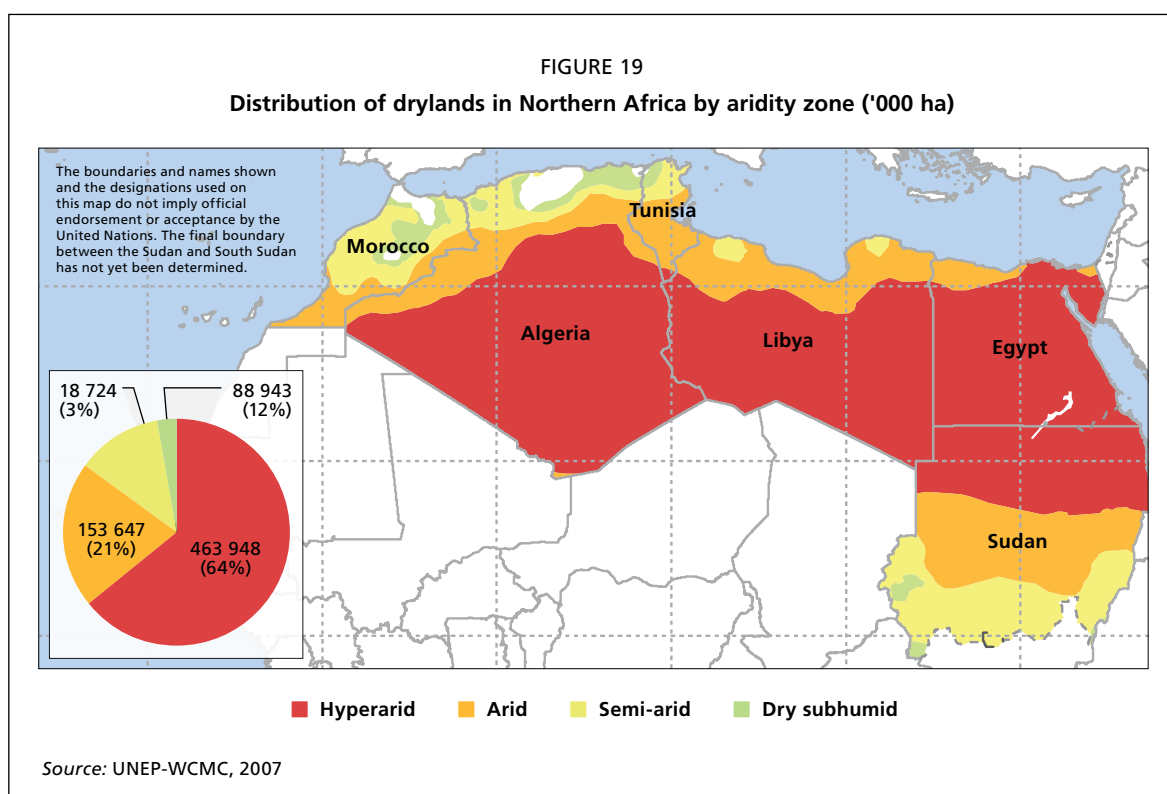 FIGURE 19
Distribution of drylands in Northern Africa by aridity zone ('000 ha)
The boundaries and names shown
and the designations used on
this map do not imply official
endorsement or acceptance by the
United Nations. The final boundary
between the Sudan and South Sudan
has not yet been determined.
Tunisia
Morocco
Algeria
Libya
Egypt
Sudan
18 724
(3%)
88 943
(12%)
153 647
(21%)
463 948
(64%)
Hyperarid
Arid
Semi-arid
Dry subhumid
Source: UNEP-WCMC, 2007